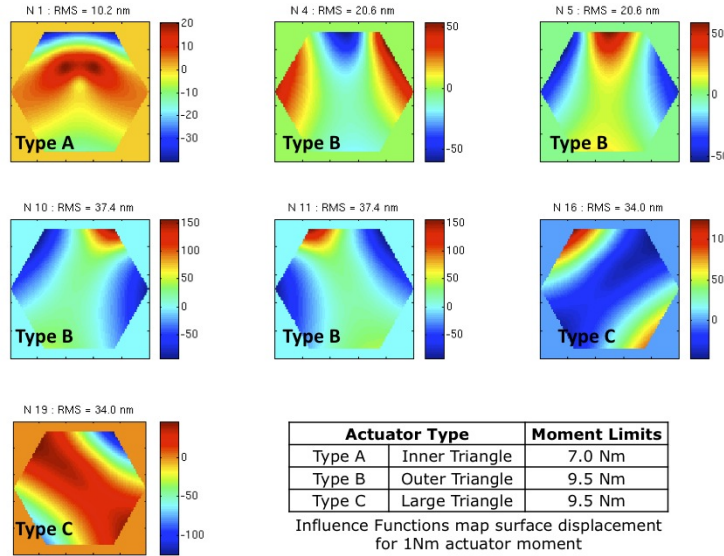 N 1 : RMS = 10.2 nm
20
10
0
-10
-20
-30
Type A
N 4 : RMS = 20.6 nm
50
0
-50
Type B
N 5 : RMS = 20.6 nm
50
0
-50
Type B
N 10 : RMS = 37.4 nm
150
100
50
0
-50
Type B
N 11 : RMS = 37.4 nm
150
100
50
0
-50
Type B
N 16 : RMS = 34.0 nm
50
0
Type C
N 19 : RMS = 34.0 nm
0
-50
-100
Type C
Actuator Type Moment Limits
Type A Inner Triangle 7.0 Nm
Type B Outer Triangle 9.5 Nm
Type C Large Triangle 9.5 Nm
Influence Functions map surface displacement
for 1Nm actuator moment